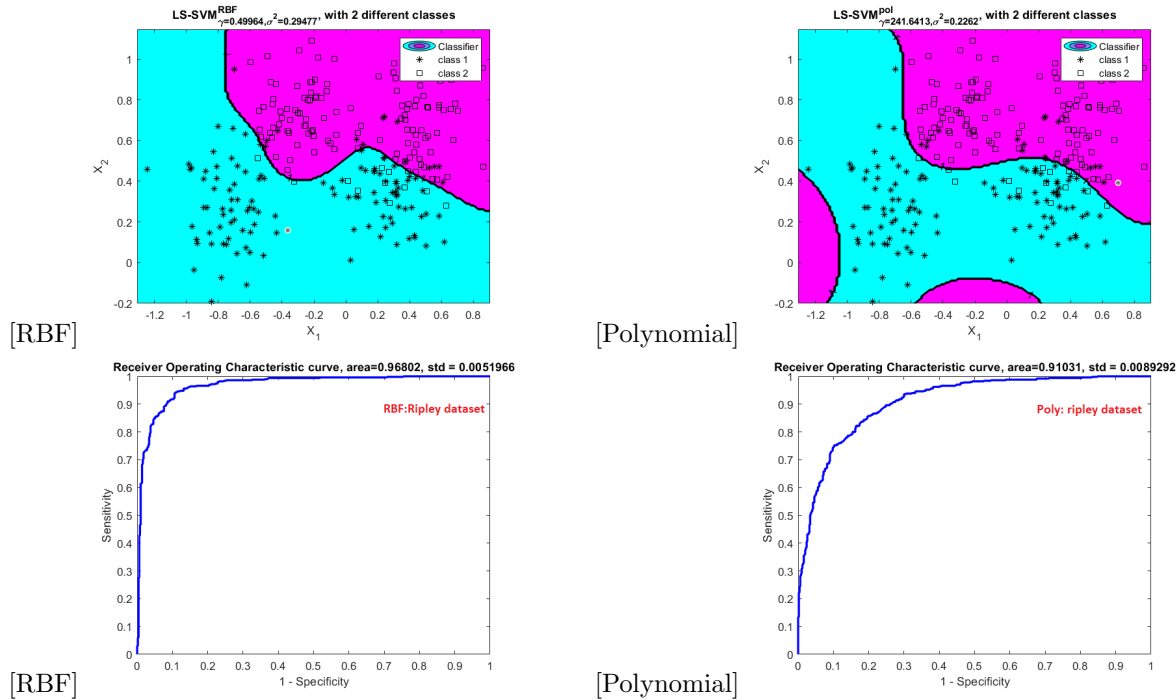 LS-SVM^RBF_γ=0.49964,σ²=0.29477, with 2 different classes
Classifier
class 1
class 2
1
0.8
0.6
0.4
0.2
0
-0.2
X_2
-1.2 -1 -0.8 -0.6 -0.4 -0.2 0 0.2 0.4 0.6 0.8
X_1
[RBF]
LS-SVM^pol_γ=241.6413,σ²=0.2262, with 2 different classes
Classifier
class 1
class 2
1
0.8
0.6
0.4
0.2
0
-0.2
X_2
-1.2 -1 -0.8 -0.6 -0.4 -0.2 0 0.2 0.4 0.6 0.8
X_1
[Polynomial]
Receiver Operating Characteristic curve, area=0.96802, std = 0.0051966
RBF:Ripley dataset
1
0.9
0.8
0.7
0.6
0.5
0.4
0.3
0.2
0.1
0
Sensitivity
0 0.1 0.2 0.3 0.4 0.5 0.6 0.7 0.8 0.9 1
1 - Specificity
[RBF]
Receiver Operating Characteristic curve, area=0.91031, std = 0.0089292
Poly: ripley dataset
1
0.9
0.8
0.7
0.6
0.5
0.4
0.3
0.2
0.1
0
Sensitivity
0 0.1 0.2 0.3 0.4 0.5 0.6 0.7 0.8 0.9 1
1 - Specificity
[Polynomial]